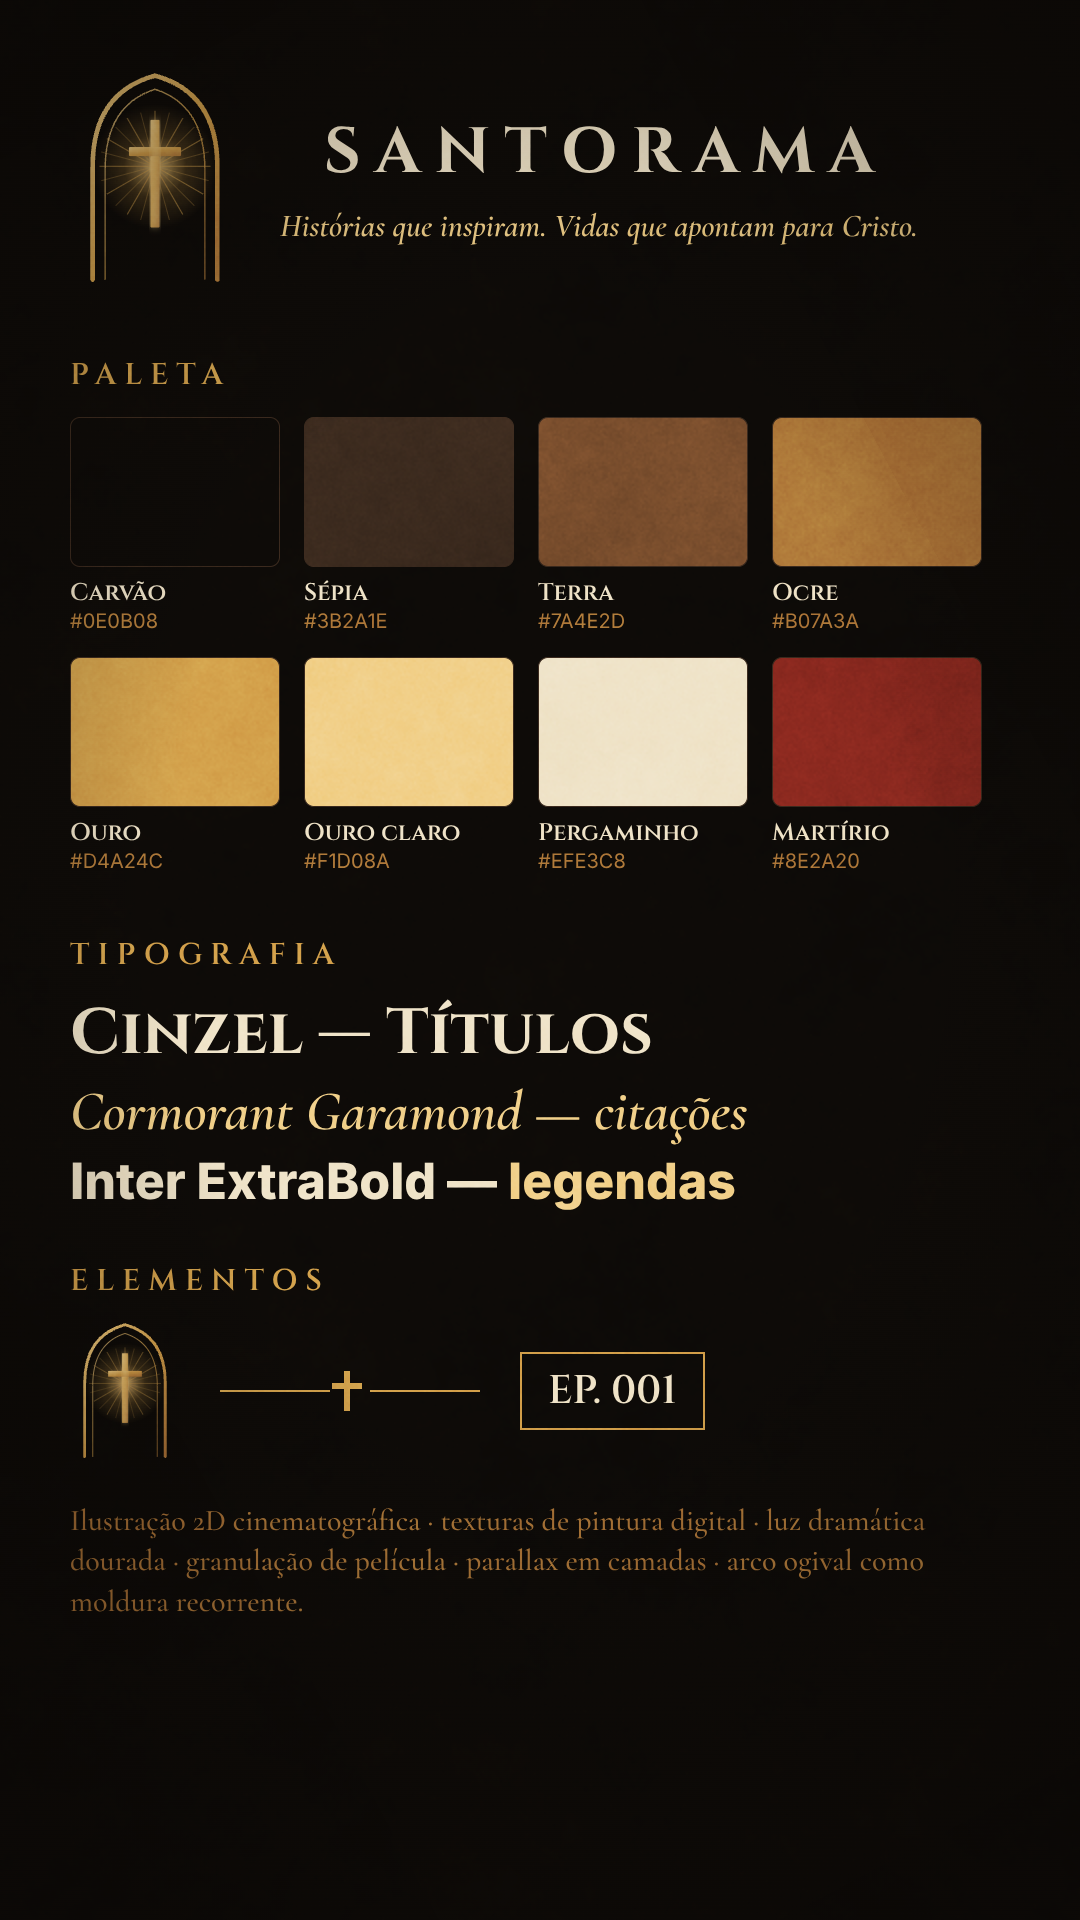 SANTORAMA
Histórias que inspiram. Vidas que apontam para Cristo.
PALETA
CARVÃO SÉPIA TERRA OCRE
#0E0B08 #3B2A1E #7A4E2D #B07A3A
OURO OURO CLARO PERGAMINHO MARTÍRIO
#D4A24C #F1D08A #EFE3C8 #8E2A20
TIPOGRAFIA
CINZEL — TÍTULOS
Cormorant Garamond — citações
Inter ExtraBold — legendas
ELEMENTOS
EP. 001
Ilustração 2D cinematográfica · texturas de pintura digital · luz dramática
dourada · granulação de película · parallax em camadas · arco ogival como
moldura recorrente.